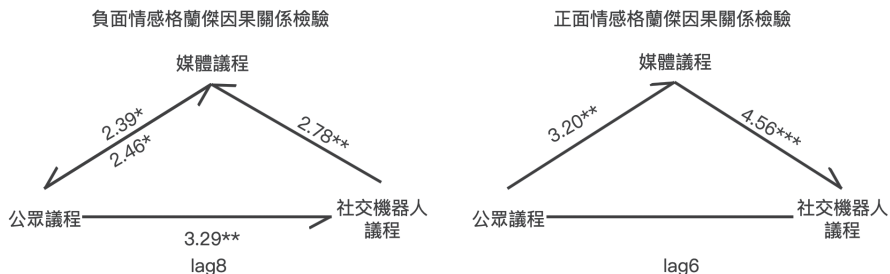 負面情感格蘭傑因果關係檢驗
媒體議程
2.39*
2.46*
2.78**
公眾議程
社交機器人
議程
3.29**
lag8
正面情感格蘭傑因果關係檢驗
媒體議程
3.20**
4.56***
公眾議程
社交機器人
議程
lag6